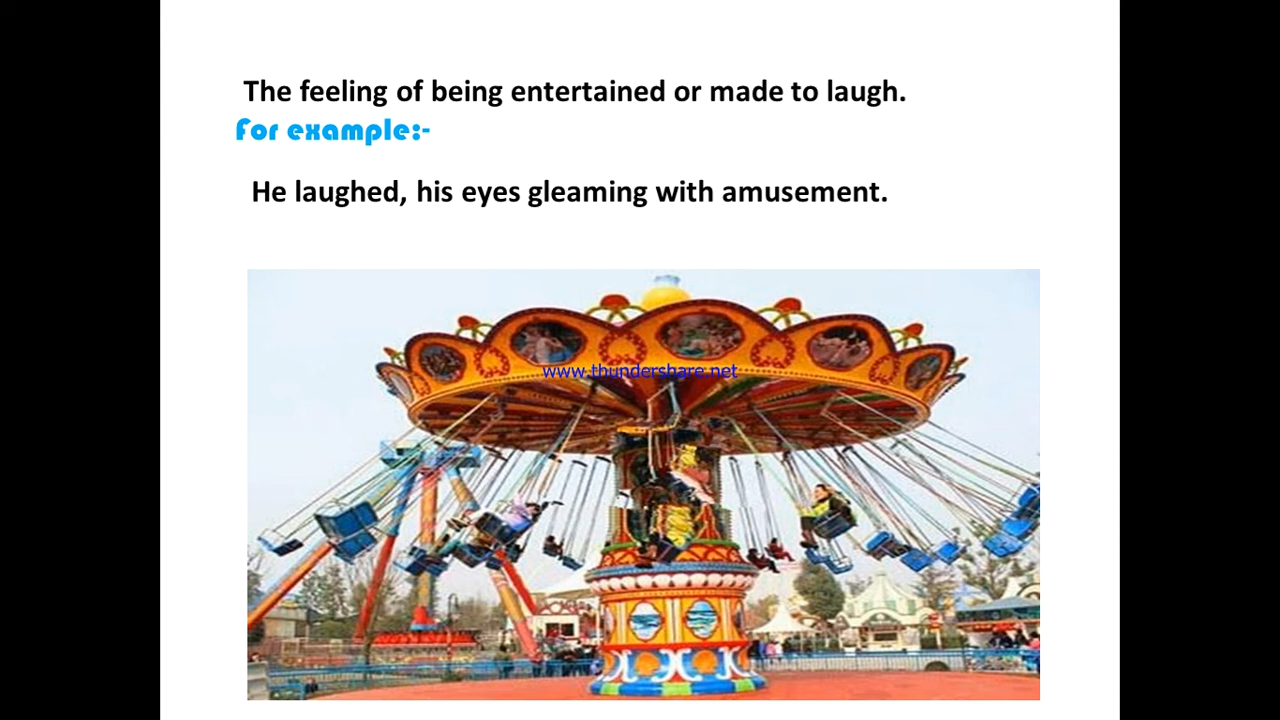 The feeling of being entertained or made to laugh.
For example:-
He laughed, his eyes gleaming with amusement.
www.thundershare.net